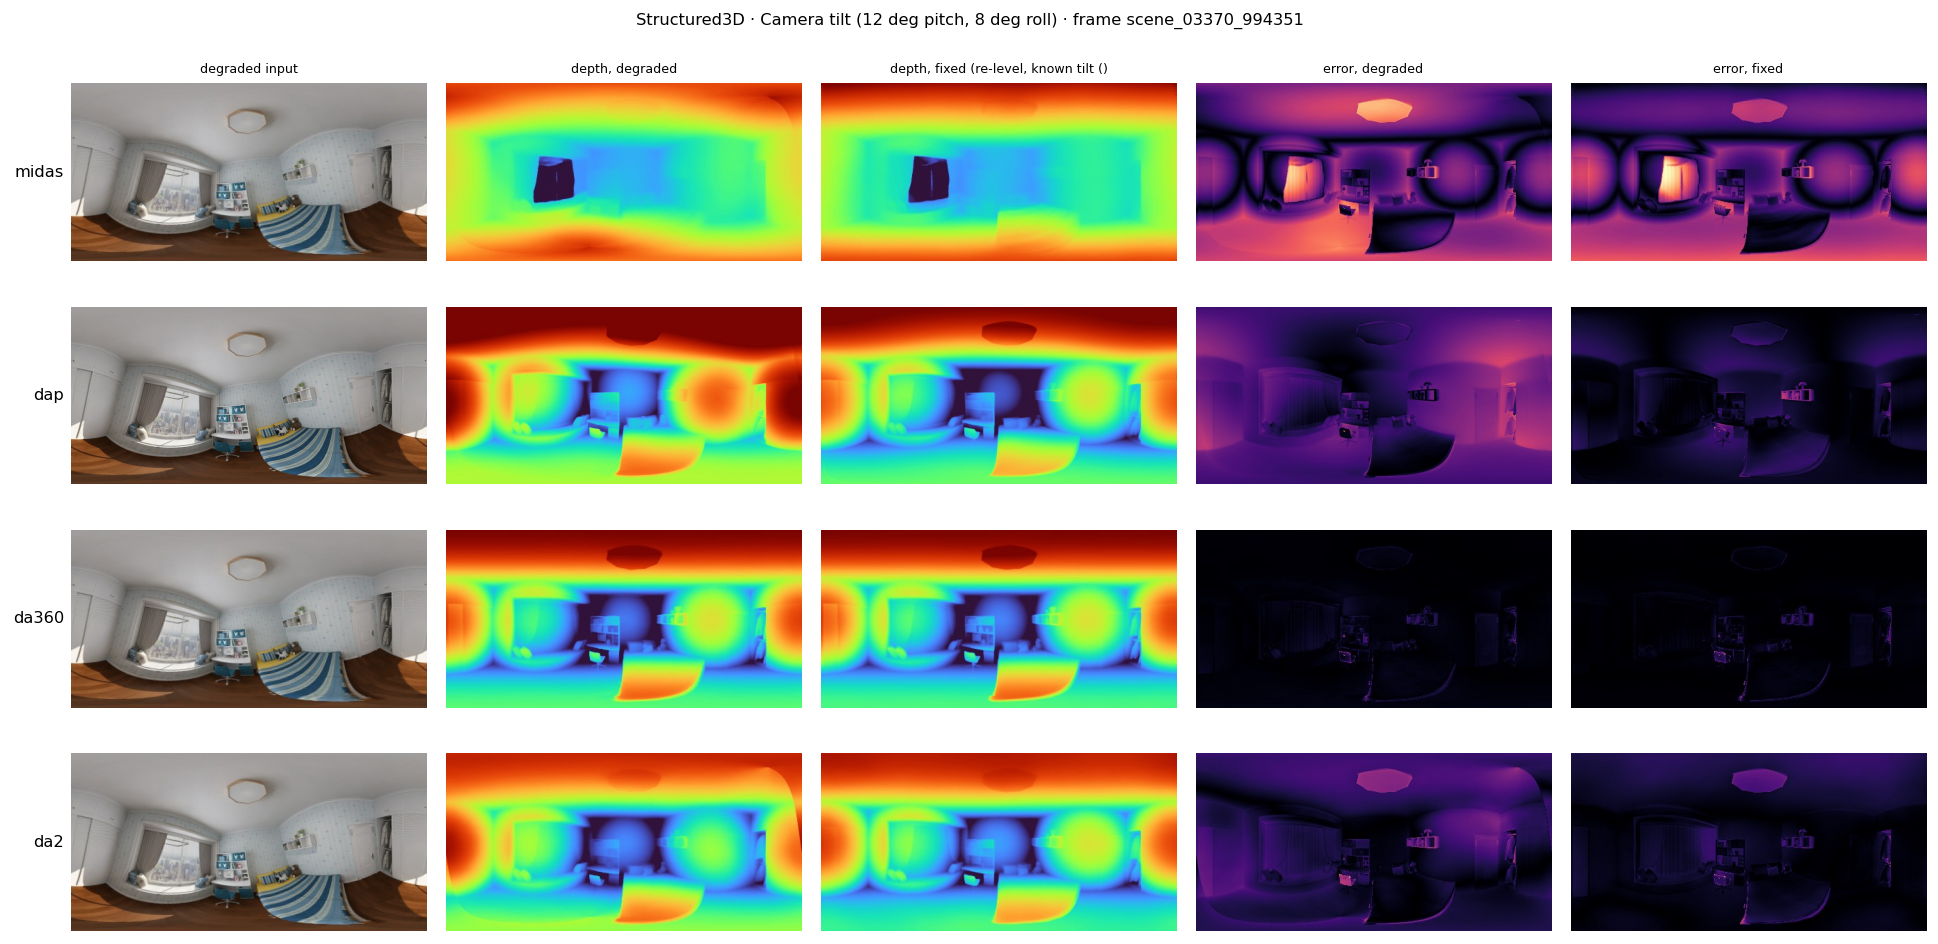 Structured3D · Camera tilt (12 deg pitch, 8 deg roll) · frame scene_03370_994351
degraded input
depth, degraded
depth, fixed (re-level, known tilt ()
error, degraded
error, fixed
midas
dap
da360
da2